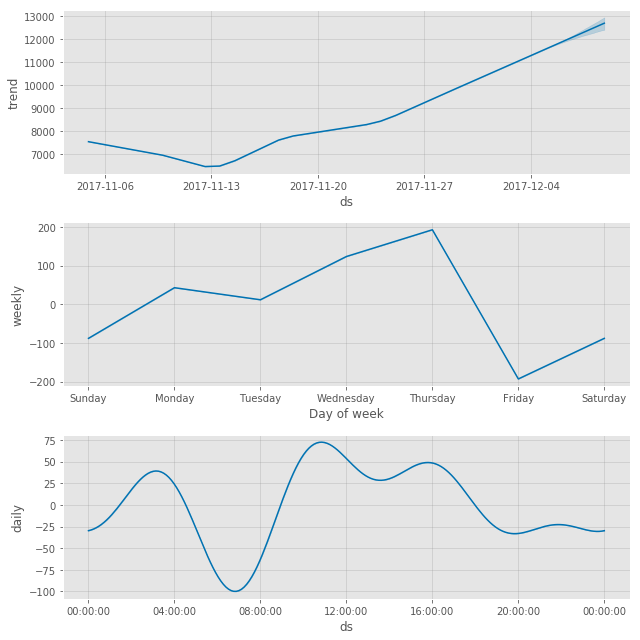 13000
12000
11000
10000
9000
8000
7000
trend
2017-11-06 2017-11-13 2017-11-20 2017-11-27 2017-12-04
ds
200
100
0
−100
−200
weekly
Sunday Monday Tuesday Wednesday Thursday Friday Saturday
Day of week
75
50
25
0
−25
−50
−75
−100
daily
00:00:00 04:00:00 08:00:00 12:00:00 16:00:00 20:00:00 00:00:00
ds